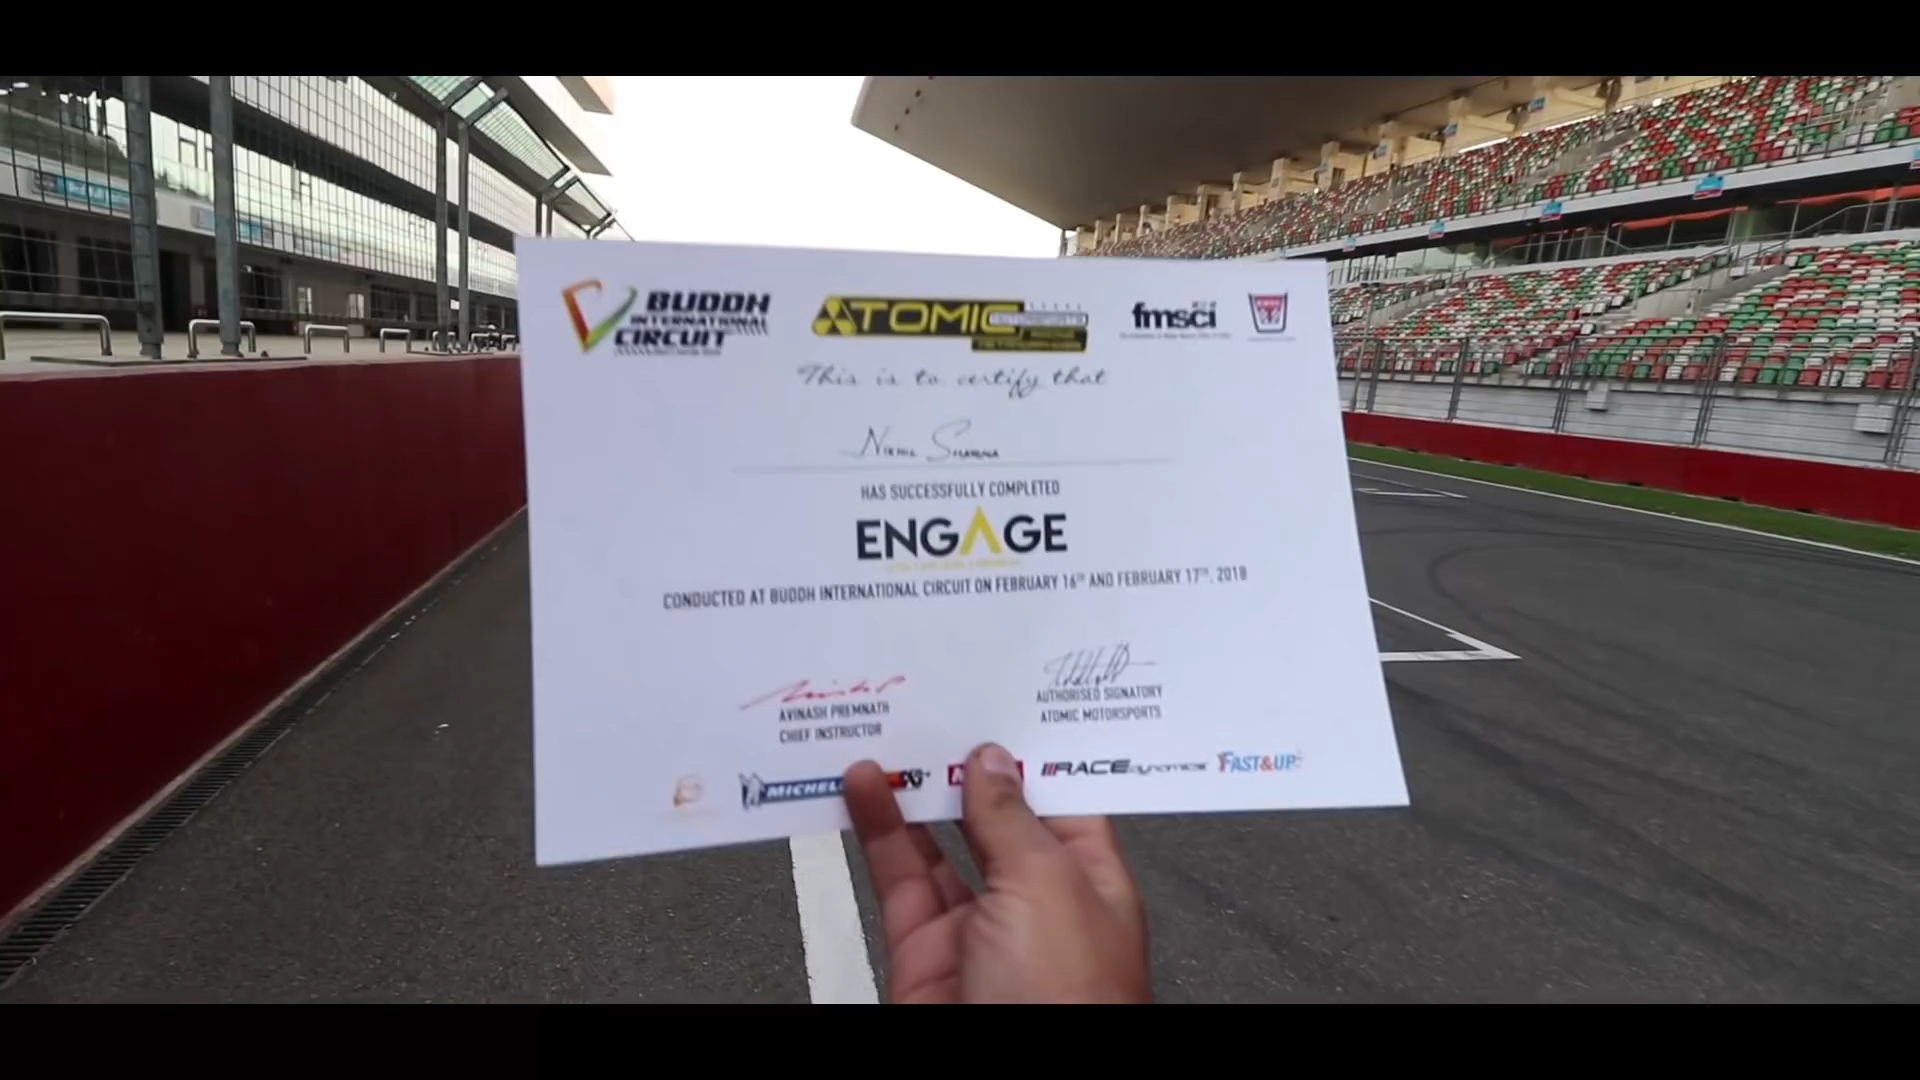 BUDDH
INTERNATIONAL
CIRCUIT
ATOMIC
fmsci
This is to certify that
Nikhil Sharma
HAS SUCCESSFULLY COMPLETED
ENGAGE
CONDUCTED AT BUDDH INTERNATIONAL CIRCUIT ON FEBRUARY 16TH AND FEBRUARY 17TH, 2018
AVINASH PREMNATH
CHIEF INSTRUCTOR
AUTHORISED SIGNATORY
ATOMIC MOTORSPORTS
MICHEL
RACE DYNAMICS
FAST&UP